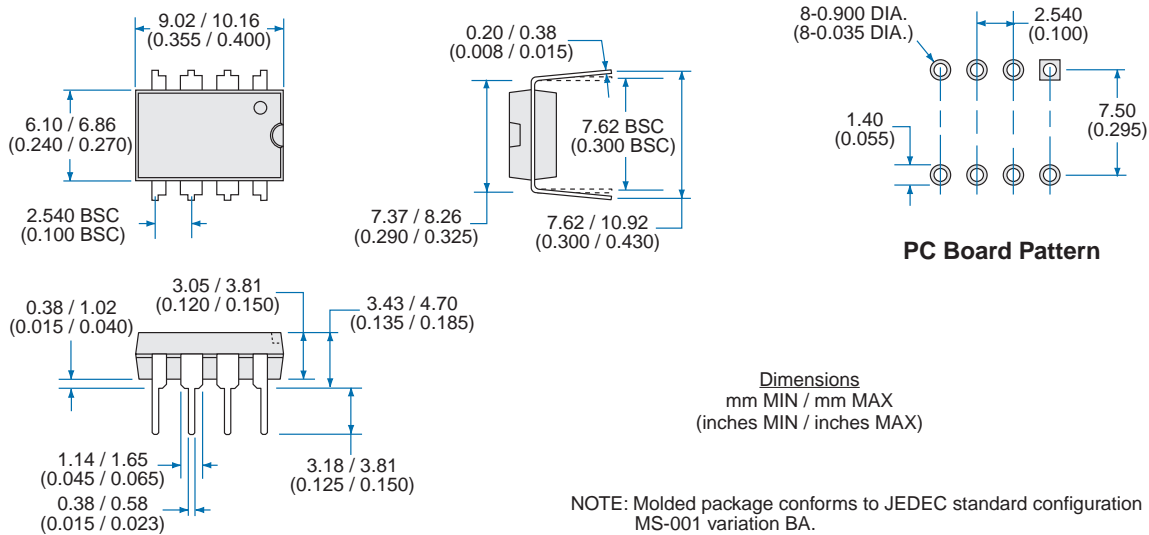 9.02 / 10.16
(0.355 / 0.400)
6.10 / 6.86
(0.240 / 0.270)
2.540 BSC
(0.100 BSC)
0.20 / 0.38
(0.008 / 0.015)
7.62 BSC
(0.300 BSC)
7.37 / 8.26
(0.290 / 0.325)
7.62 / 10.92
(0.300 / 0.430)
8-0.900 DIA.
(8-0.035 DIA.)
2.540
(0.100)
1.40
(0.055)
7.50
(0.295)
PC Board Pattern
0.38 / 1.02
(0.015 / 0.040)
3.05 / 3.81
(0.120 / 0.150)
3.43 / 4.70
(0.135 / 0.185)
1.14 / 1.65
(0.045 / 0.065)
0.38 / 0.58
(0.015 / 0.023)
3.18 / 3.81
(0.125 / 0.150)
Dimensions
mm MIN / mm MAX
(inches MIN / inches MAX)
NOTE: Molded package conforms to JEDEC standard configuration
MS-001 variation BA.